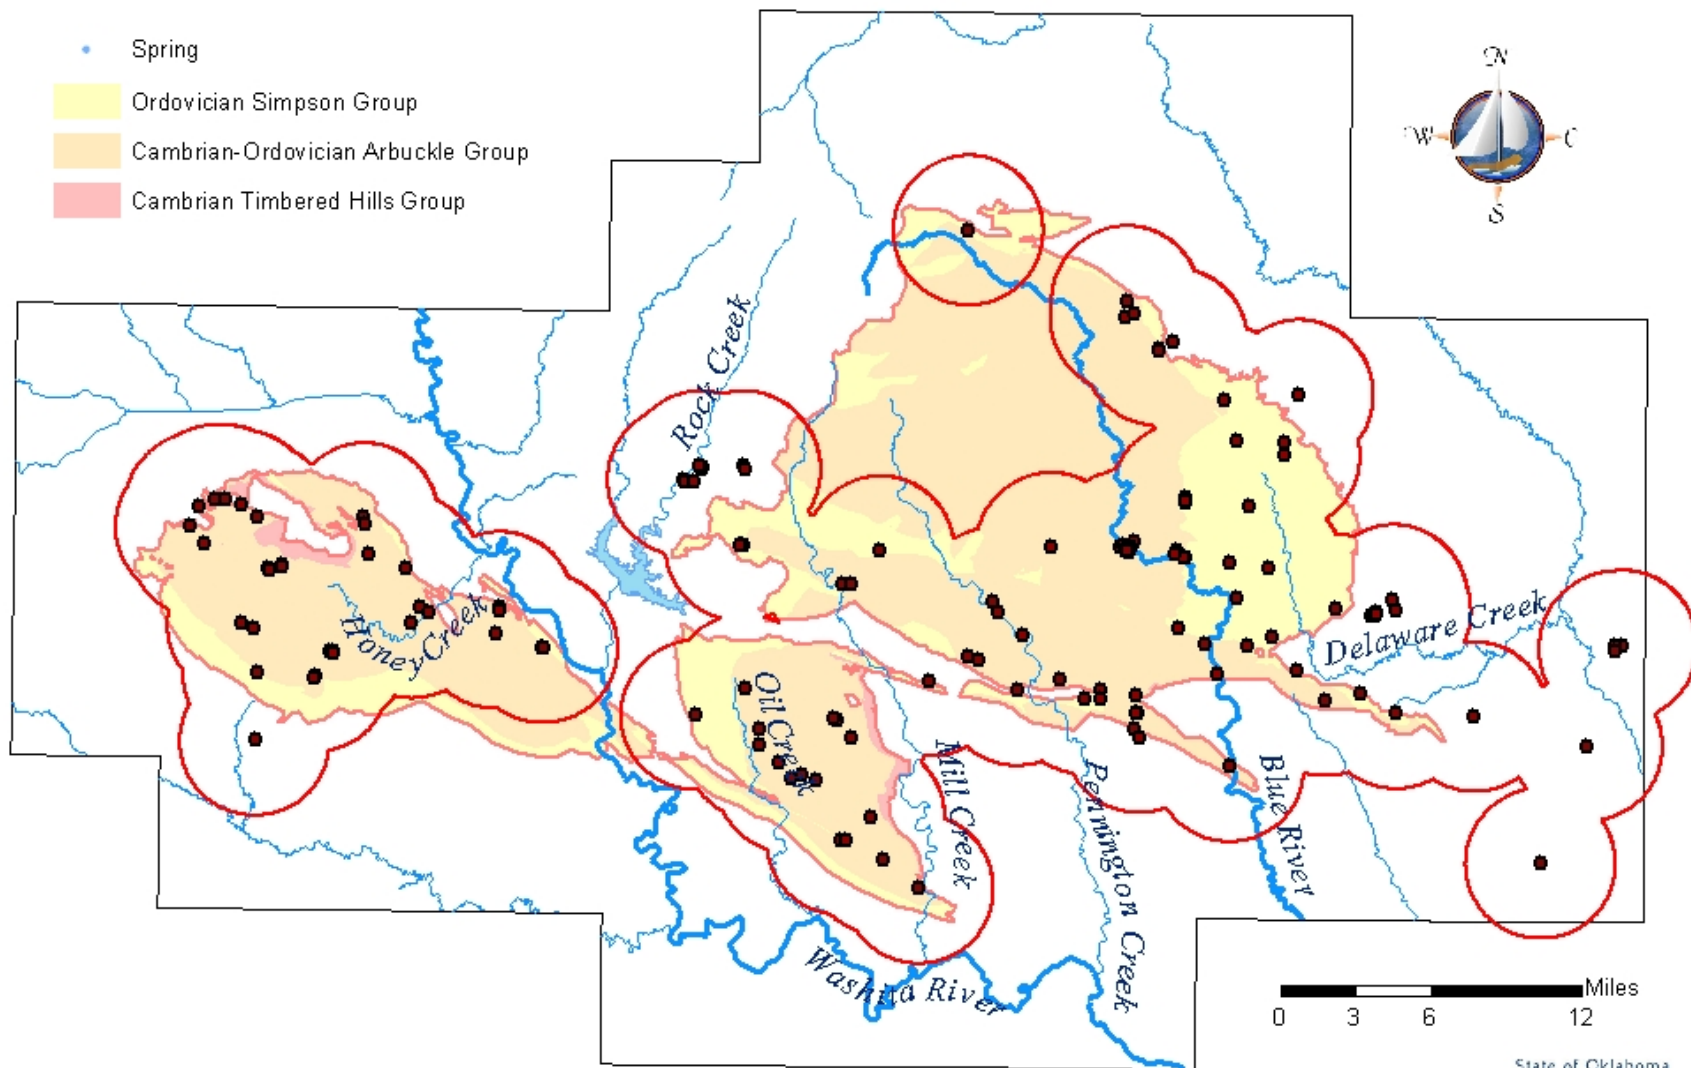 Spring
Ordovician Simpson Group
Cambrian-Ordovician Arbuckle Group
Cambrian Timbered Hills Group
N
W
S
Rock Creek
Honey Creek
Delaware Creek
Oil Creek
Mill Creek
Pennington Creek
Blue River
Washita River
Miles
0 3 6 12
State of Oklahoma